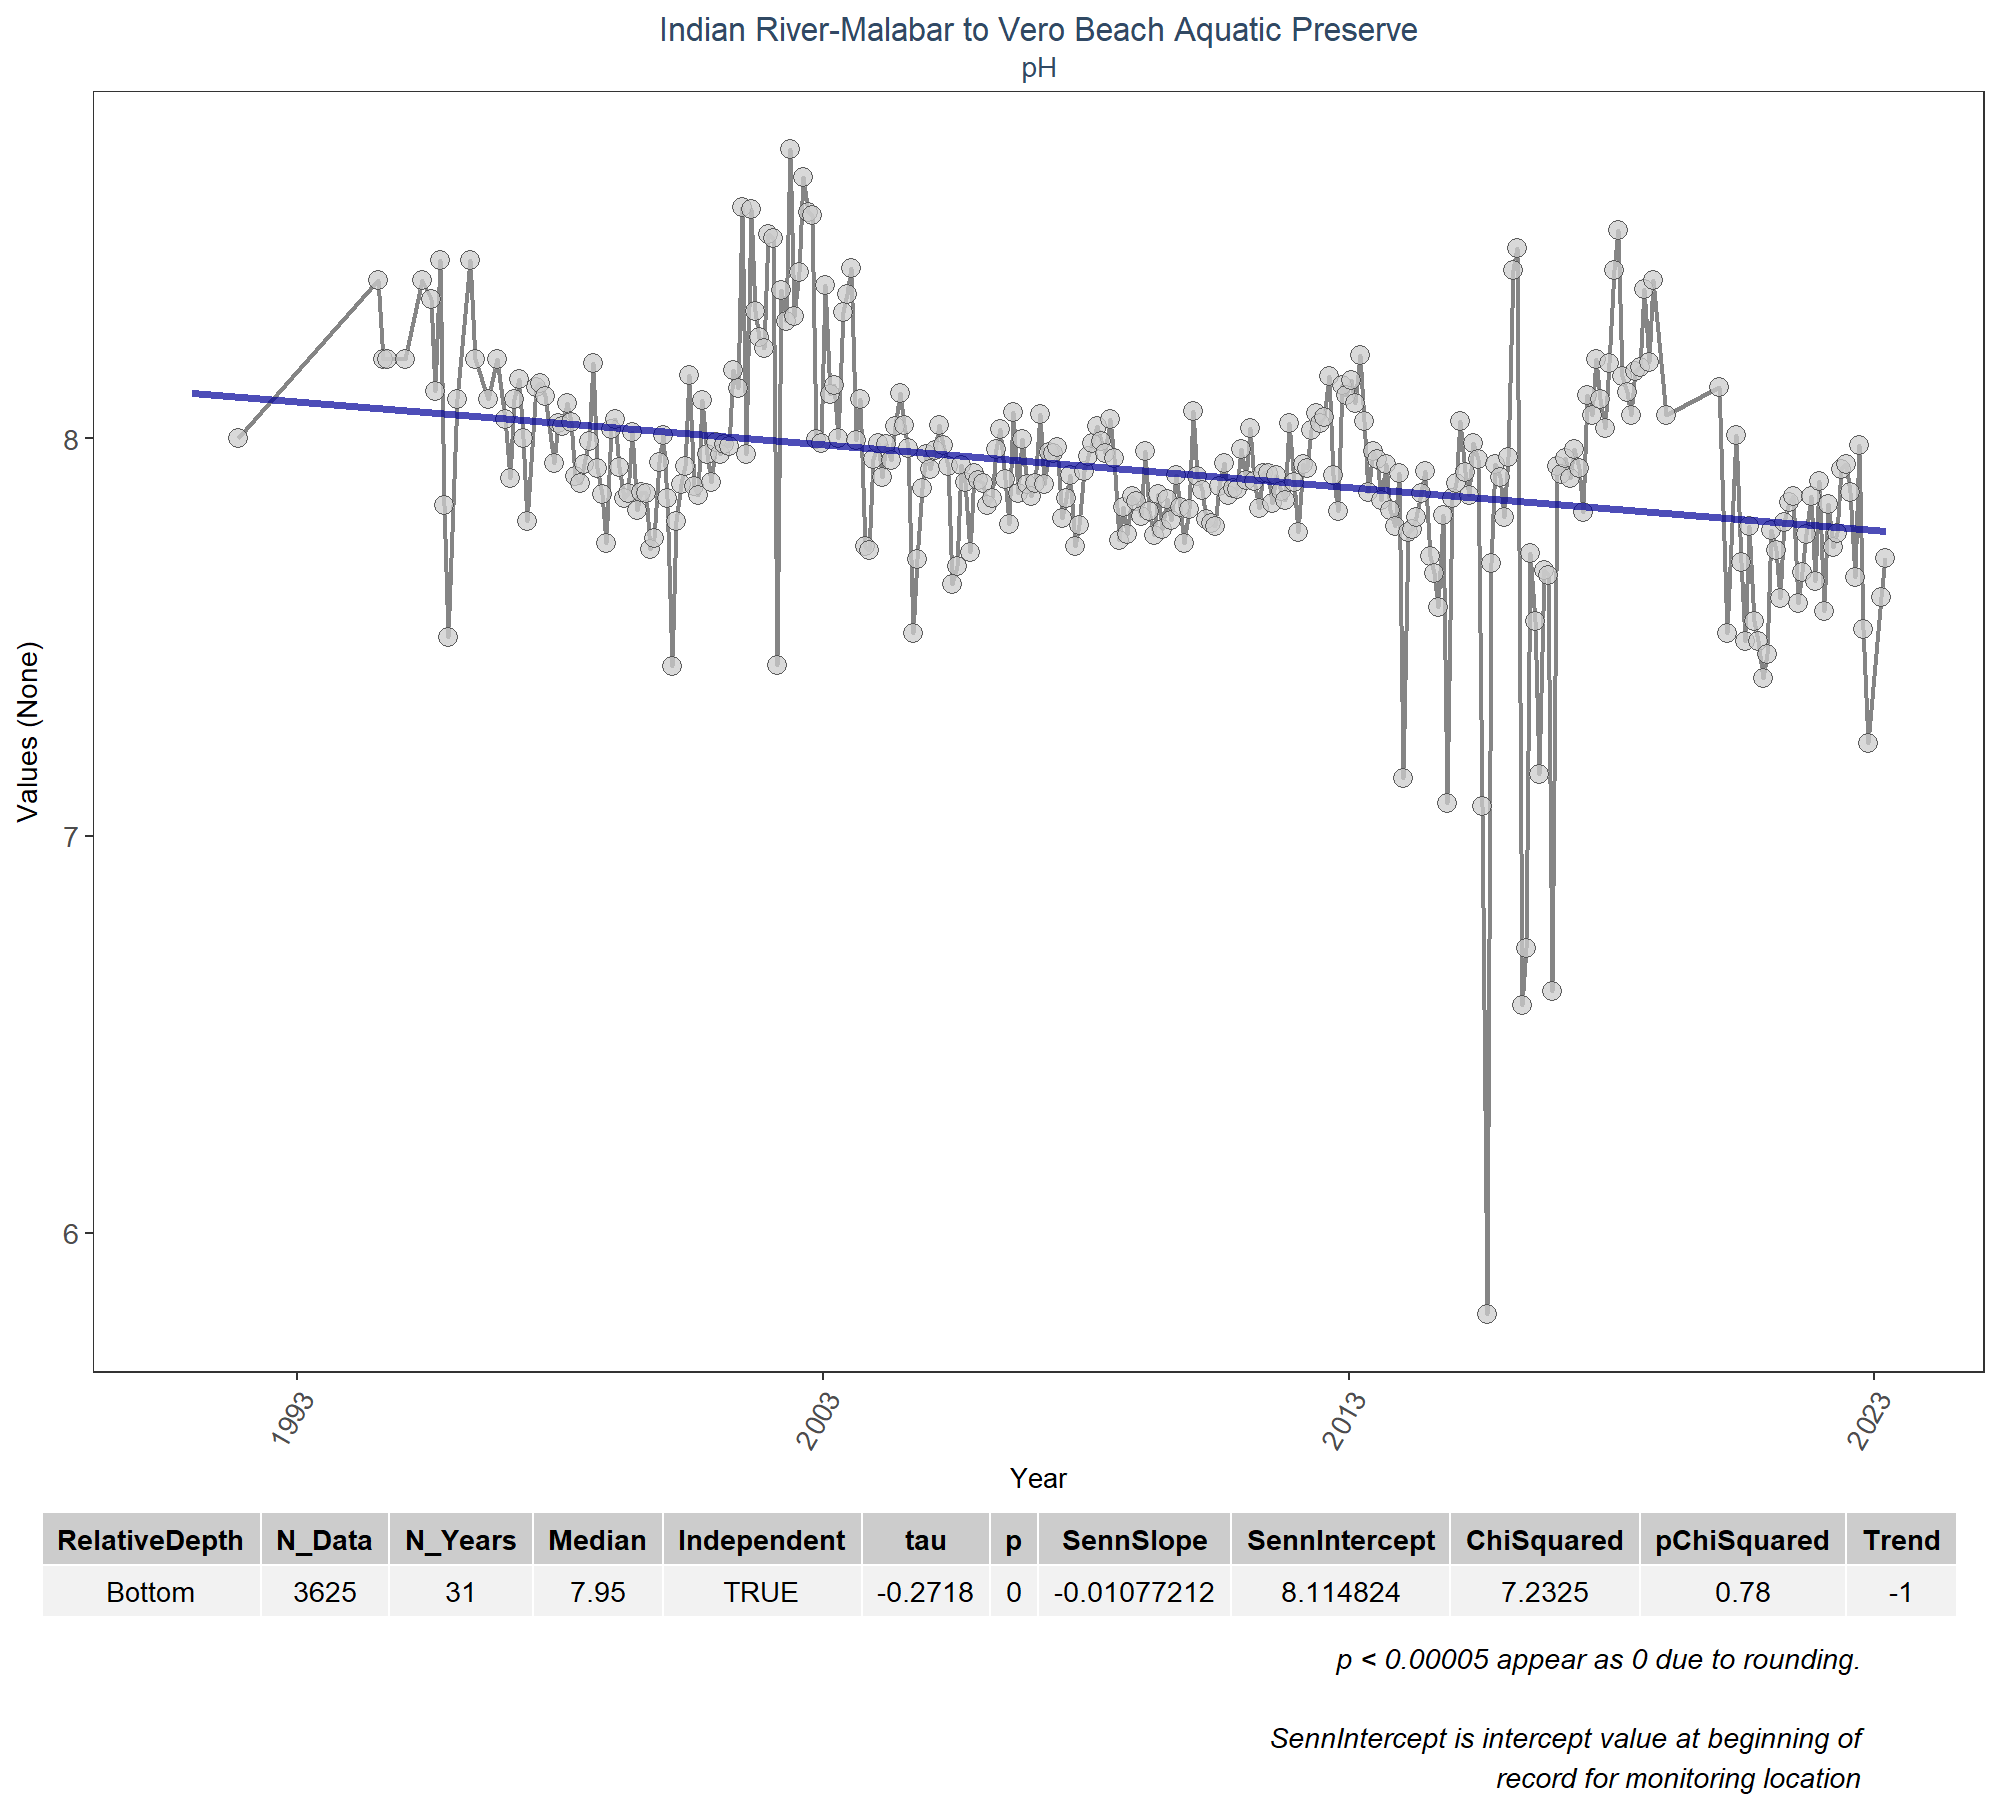 Indian River-Malabar to Vero Beach Aquatic Preserve
pH
Values (None)
8
7
6
1993
2003
2013
2023
Year
RelativeDepth N_Data N_Years Median Independent tau p SennSlope SennIntercept ChiSquared pChiSquared Trend
Bottom 3625 31 7.95 TRUE -0.2718 0 -0.01077212 8.114824 7.2325 0.78 -1
p < 0.00005 appear as 0 due to rounding.
SennIntercept is intercept value at beginning of
record for monitoring location